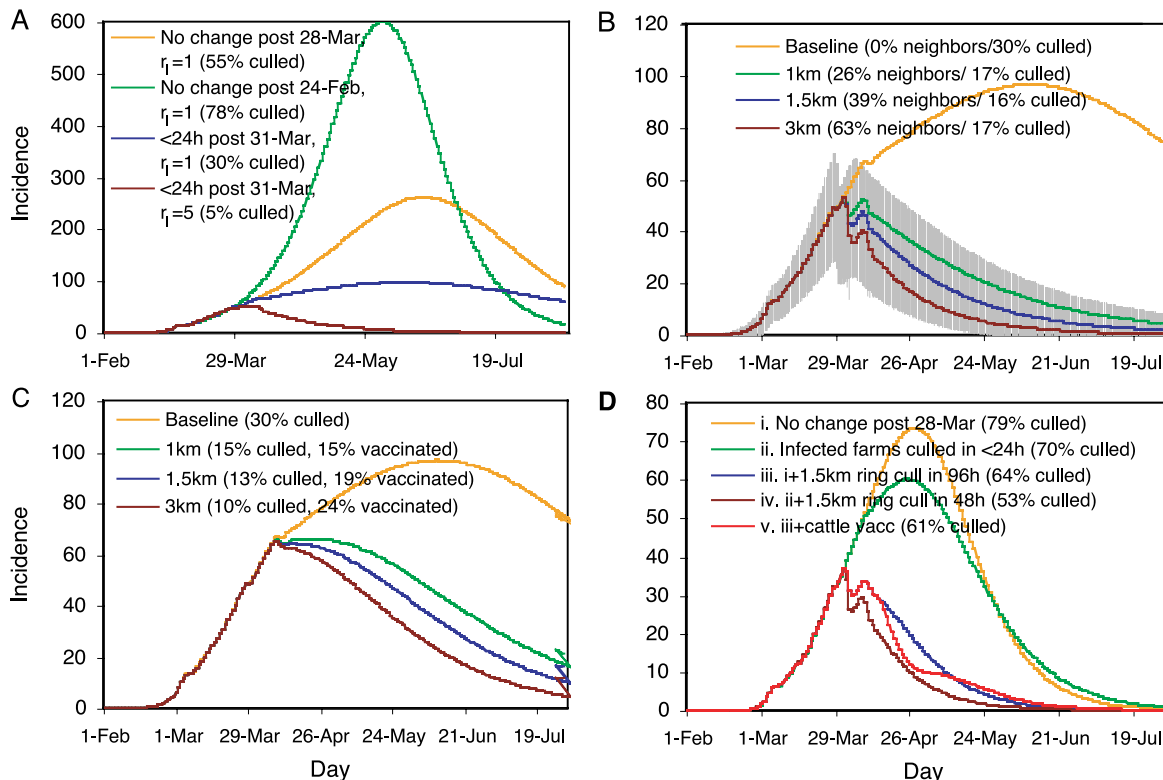 A
Incidence
600
500
400
300
200
100
0
No change post 28-Mar,
rI=1 (55% culled)
No change post 24-Feb,
rI=1 (78% culled)
<24h post 31-Mar,
rI=1 (30% culled)
<24h post 31-Mar,
rI=5 (5% culled)
1-Feb 29-Mar 24-May 19-Jul
B
120
100
80
60
40
20
0
Baseline (0% neighbors/30% culled)
1km (26% neighbors/ 17% culled)
1.5km (39% neighbors/ 16% culled)
3km (63% neighbors/ 17% culled)
1-Feb 1-Mar 29-Mar 26-Apr 24-May 21-Jun 19-Jul
C
Incidence
120
100
80
60
40
20
0
Baseline (30% culled)
1km (15% culled, 15% vaccinated)
1.5km (13% culled, 19% vaccinated)
3km (10% culled, 24% vaccinated)
1-Feb 1-Mar 29-Mar 26-Apr 24-May 21-Jun 19-Jul
Day
D
80
70
60
50
40
30
20
10
0
i. No change post 28-Mar (79% culled)
ii. Infected farms culled in <24h (70% culled)
iii. i+1.5km ring cull in 96h (64% culled)
iv. ii+1.5km ring cull in 48h (53% culled)
v. iii+cattle vacc (61% culled)
1-Feb 1-Mar 29-Mar 26-Apr 24-May 21-Jun 19-Jul
Day